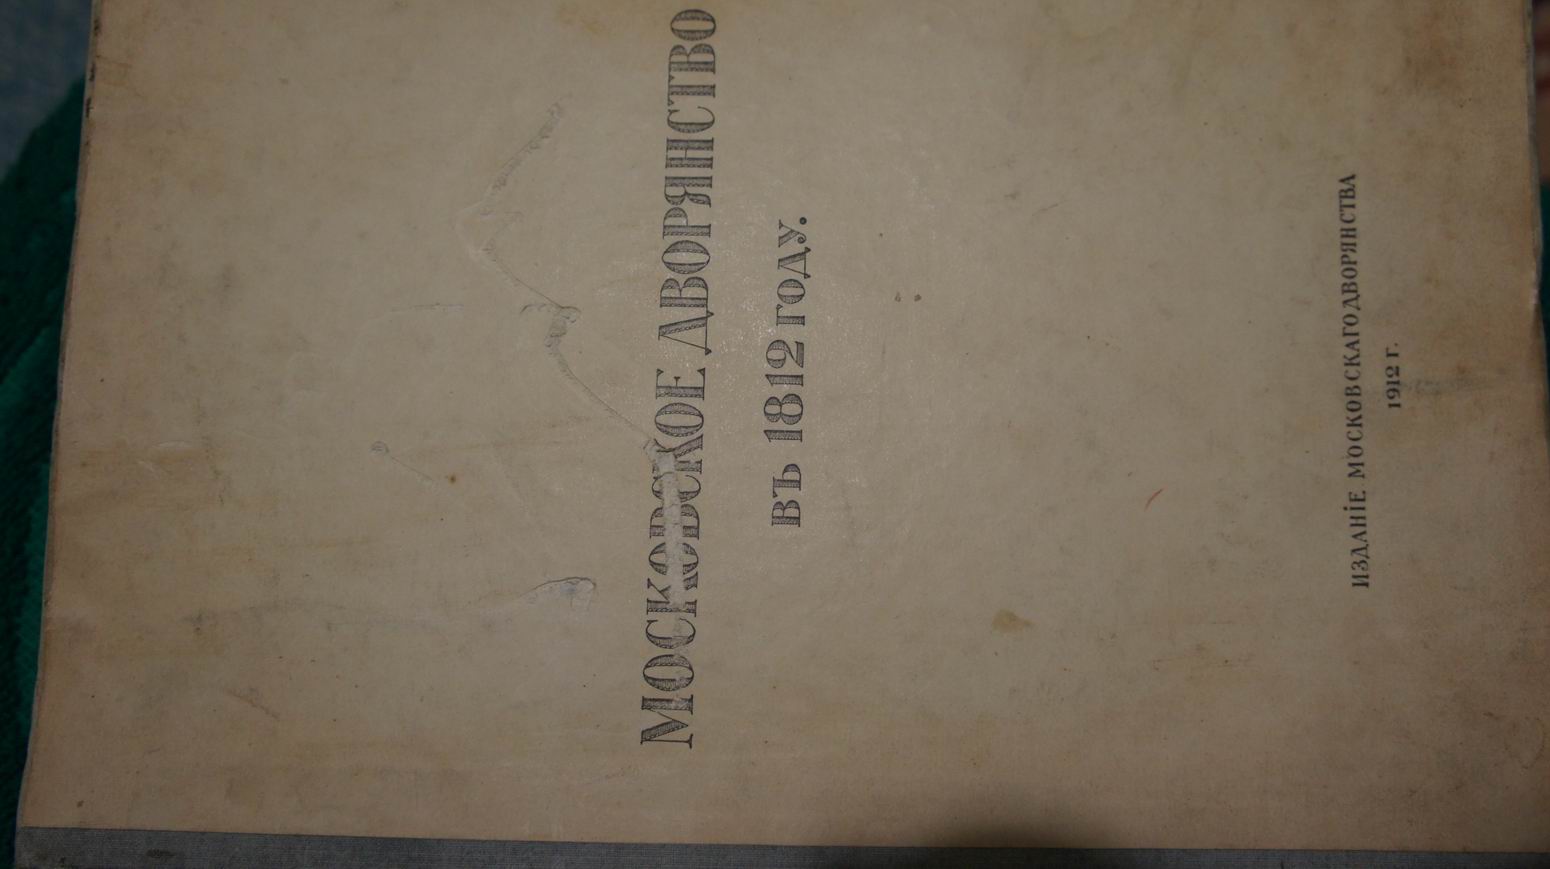 МОСКОВСКОЕ ДВОРЯНСТВО
ВЪ 1812 ГОДУ.
ИЗДАНІЕ МОСКОВСКАГО ДВОРЯНСТВА
1912 г.